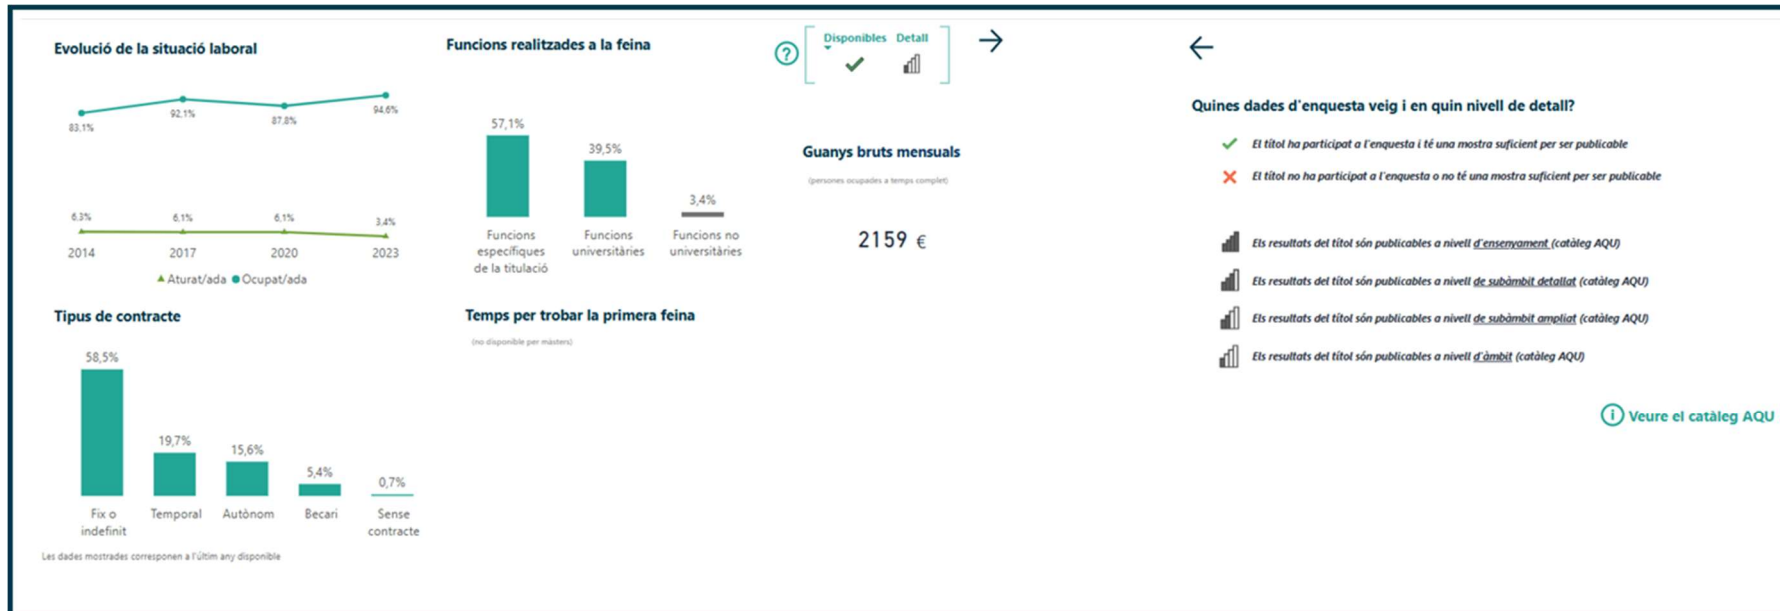 Evolució de la situació laboral
83,1%
92,1%
87,8%
94,6%
6,3%
6,1%
6,1%
3,4%
2014
2017
2020
2023
Aturat/ada Ocupat/ada
Funcions realitzades a la feina
57,1%
39,5%
3,4%
Funcions
específiques
de la titulació
Funcions
universitàries
Funcions no
universitàries
?
Disponibles Detall
Guanys bruts mensuals
(persones ocupades a temps complet)
2159 €
Tipus de contracte
58,5%
19,7%
15,6%
5,4%
0,7%
Fix o
indefinit
Temporal
Autònom
Becari
Sense
contracte
Les dades mostrades corresponen a l'últim any disponible
Temps per trobar la primera feina
(no disponible per màsters)
Quines dades d'enquesta veig i en quin nivell de detall?
El títol ha participat a l'enquesta i té una mostra suficient per ser publicable
El títol no ha participat a l'enquesta o no té una mostra suficient per ser publicable
Els resultats del títol són publicables a nivell d'ensenyament (catàleg AQU)
Els resultats del títol són publicables a nivell de subàmbit detallat (catàleg AQU)
Els resultats del títol són publicables a nivell de subàmbit ampliat (catàleg AQU)
Els resultats del títol són publicables a nivell d'àmbit (catàleg AQU)
i Veure el catàleg AQU